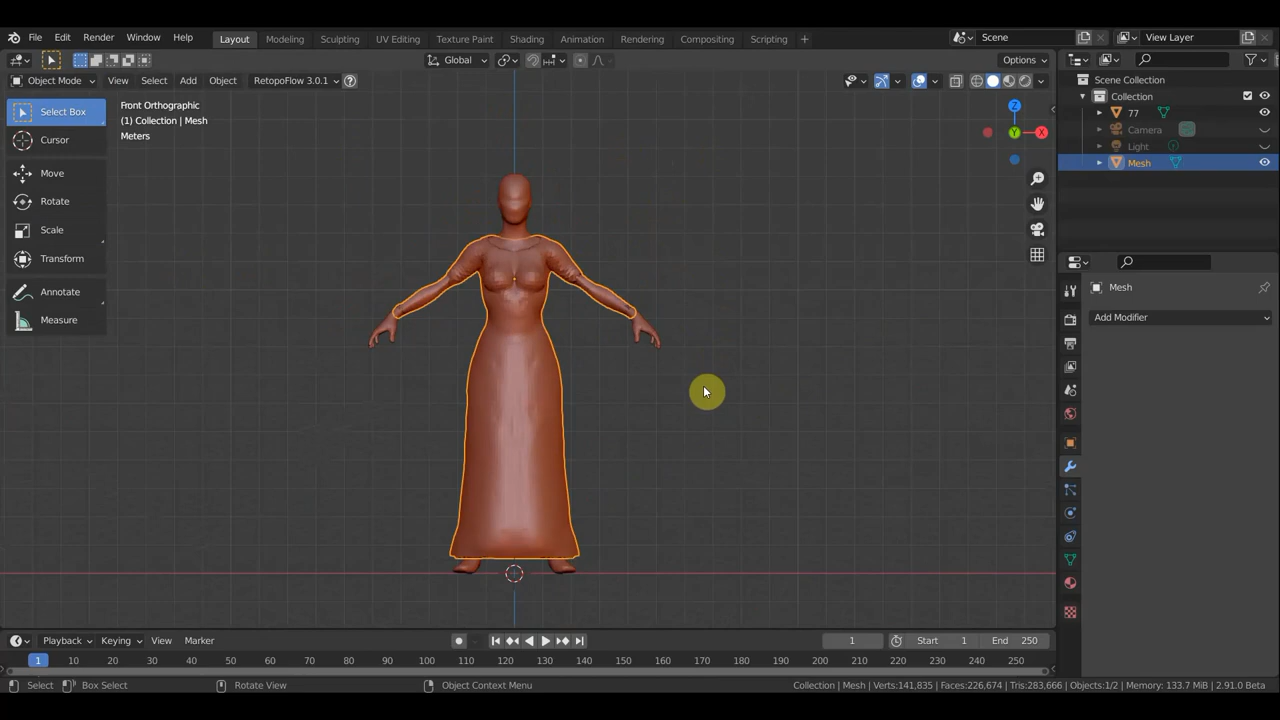 File Edit Render Window Help Layout Modeling Sculpting UV Editing Texture Paint Shading Animation Rendering Compositing Scripting + Scene View Layer
Global Options
Object Mode View Select Add Object RetopoFlow 3.0.1 Scene Collection
Select Box
Cursor
Move
Rotate
Scale
Transform
Annotate
Measure
Front Orthographic
(1) Collection | Mesh
Meters
Z
Y
X
Collection
77
Camera
Light
Mesh
Mesh
Add Modifier
Playback Keying View Marker 1 Start 1 End 250
1 10 20 30 40 50 60 70 80 90 100 110 120 130 140 150 160 170 180 190 200 210 220 230 240 250
Select Box Select Rotate View Object Context Menu Collection | Mesh | Verts:141,835 | Faces:226,674 | Tris:283,666 | Objects:1/2 | Memory: 133.7 MiB | 2.91.0 Beta